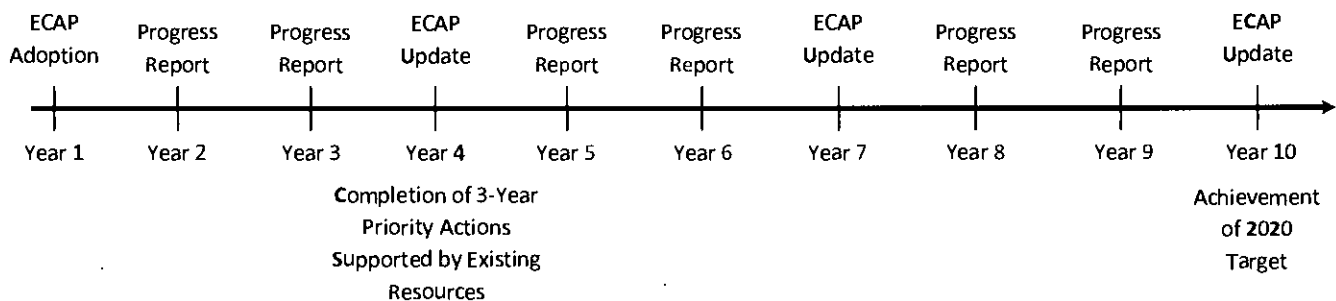 ECAP
Adoption
Progress
Report
Progress
Report
ECAP
Update
Progress
Report
Progress
Report
ECAP
Update
Progress
Report
Progress
Report
ECAP
Update
Year 1
Year 2
Year 3
Year 4
Year 5
Year 6
Year 7
Year 8
Year 9
Year 10
Completion of 3-Year
Priority Actions
Supported by Existing
Resources
Achievement
of 2020
Target